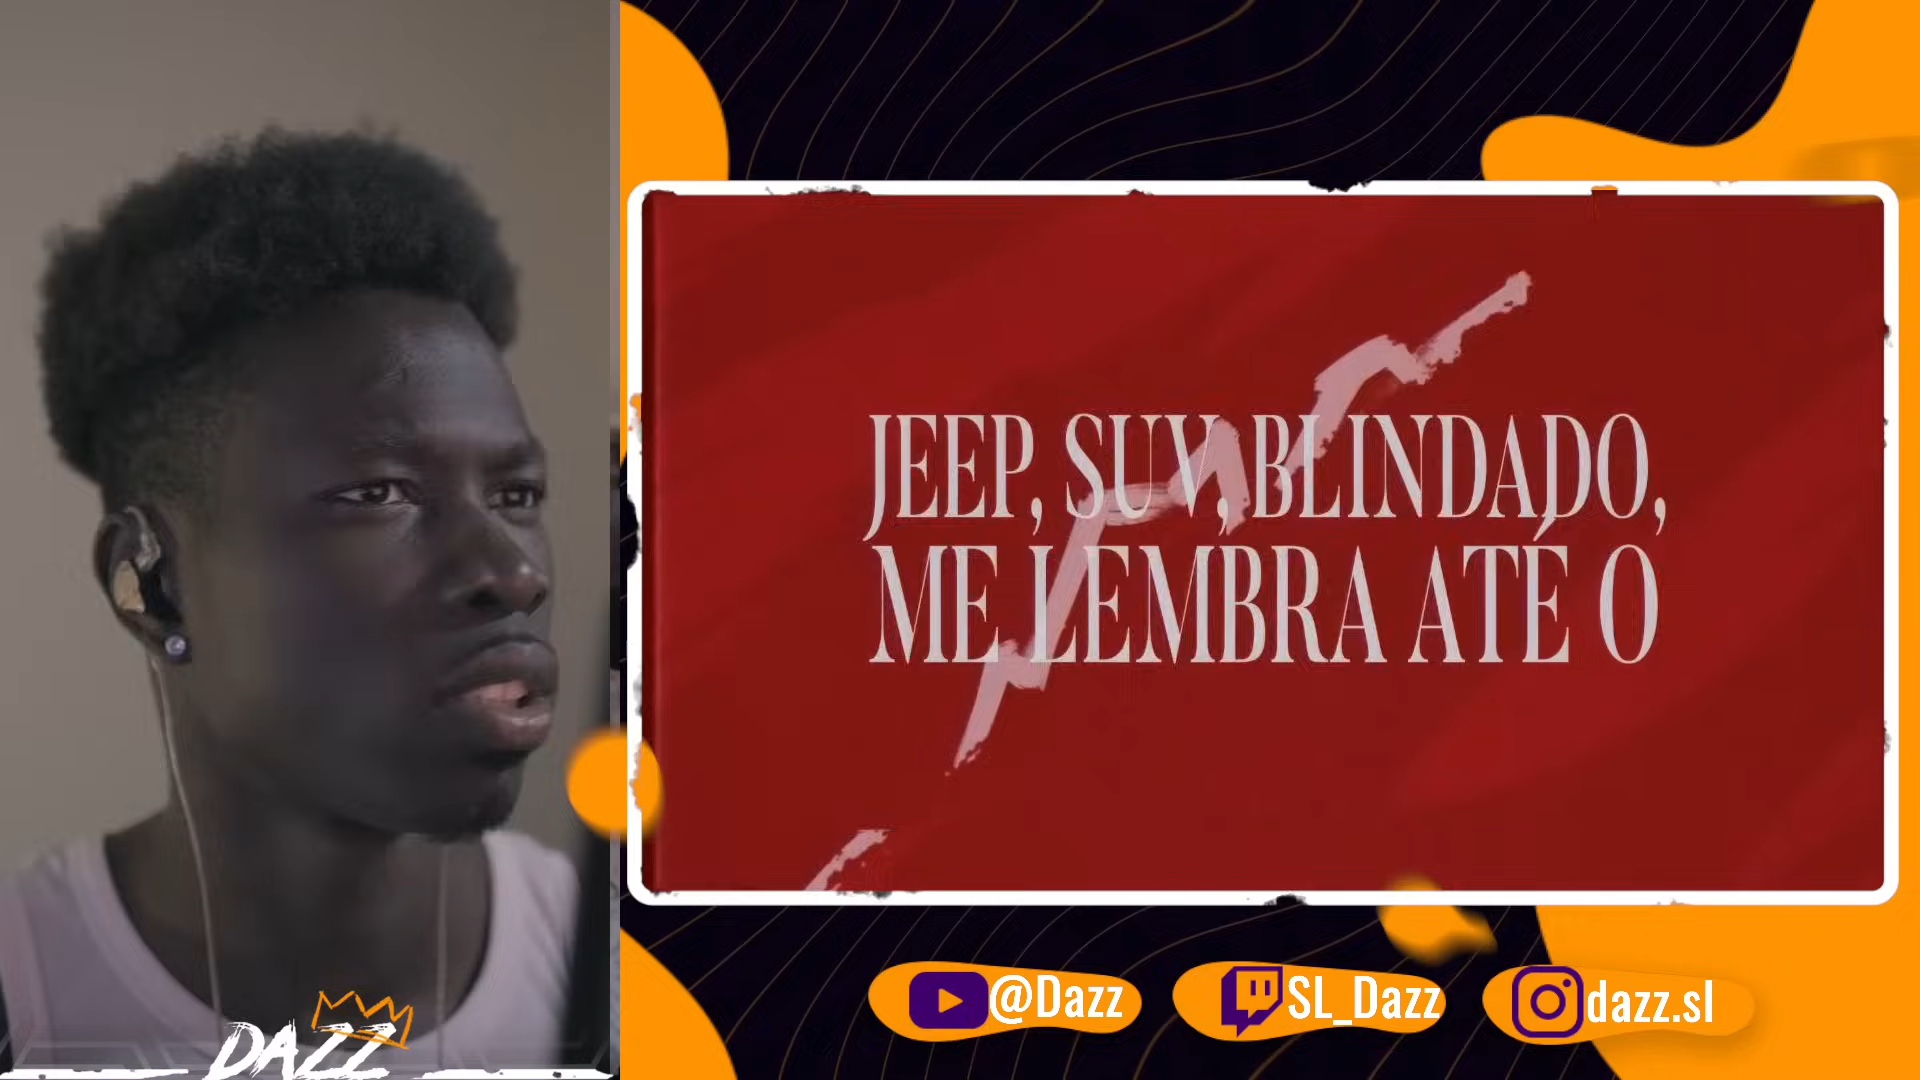 JEEP, SUV, BLINDADO,
ME LEMBRA ATÉ O
@Dazz
SL_Dazz
dazz.sl
DAZZ